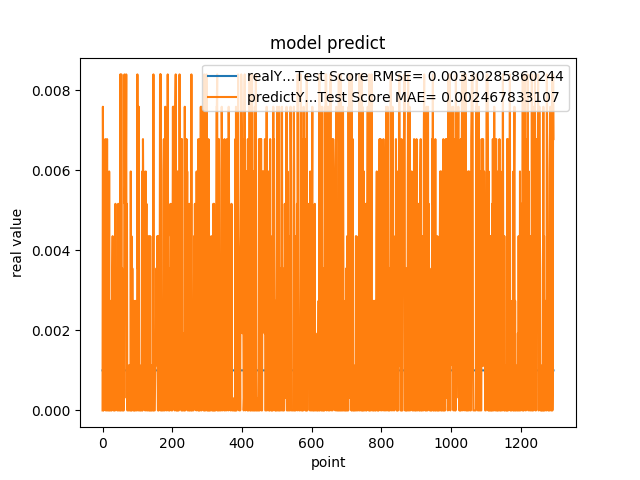 model predict
realY...Test Score RMSE= 0.00330285860244
predictY...Test Score MAE= 0.002467833107
0.008
0.006
0.004
0.002
0.000
real value
0 200 400 600 800 1000 1200
point